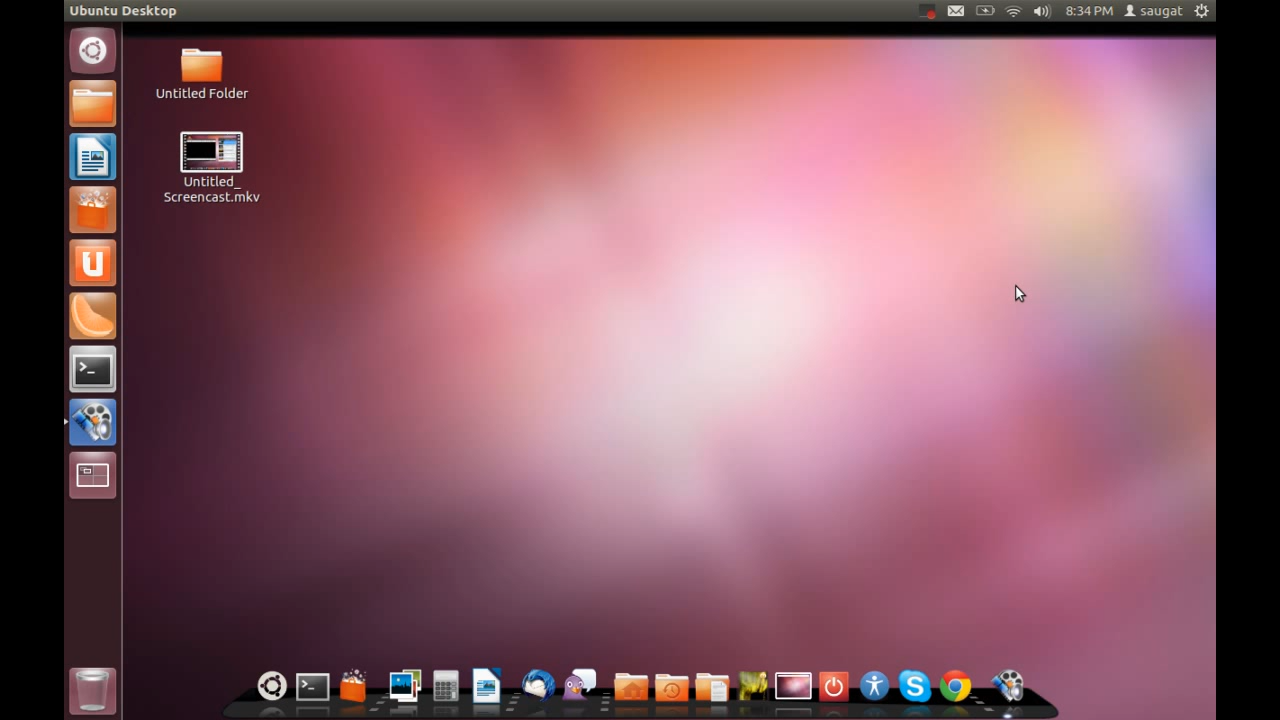 Ubuntu Desktop
8:34 PM saugat
Untitled Folder
Untitled_
Screencast.mkv